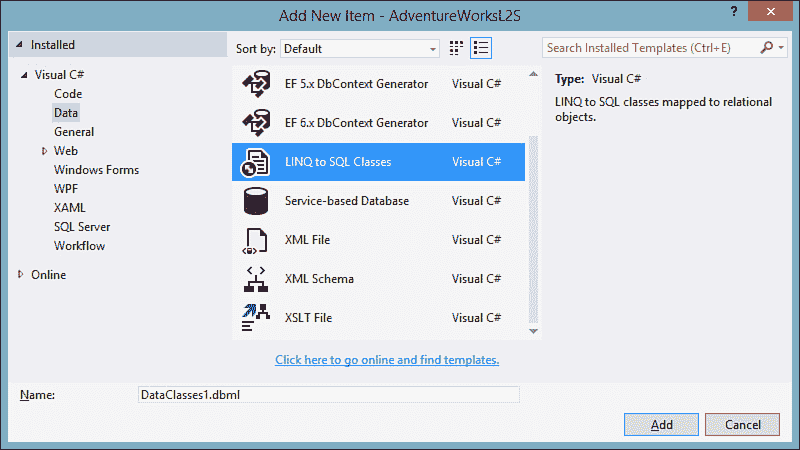 Add New Item - AdventureWorksL2S
?
Installed
Sort by: Default
Search Installed Templates (Ctrl+E)
Visual C#
Code
Data
General
Web
Windows Forms
WPF
XAML
SQL Server
Workflow
Online
EF 5.x DbContext Generator Visual C#
EF 6.x DbContext Generator Visual C#
LINQ to SQL Classes Visual C#
Service-based Database Visual C#
XML File Visual C#
XML Schema Visual C#
XSLT File Visual C#
Type: Visual C#
LINQ to SQL classes mapped to relational
objects.
Click here to go online and find templates.
Name: DataClasses1.dbml
Add Cancel